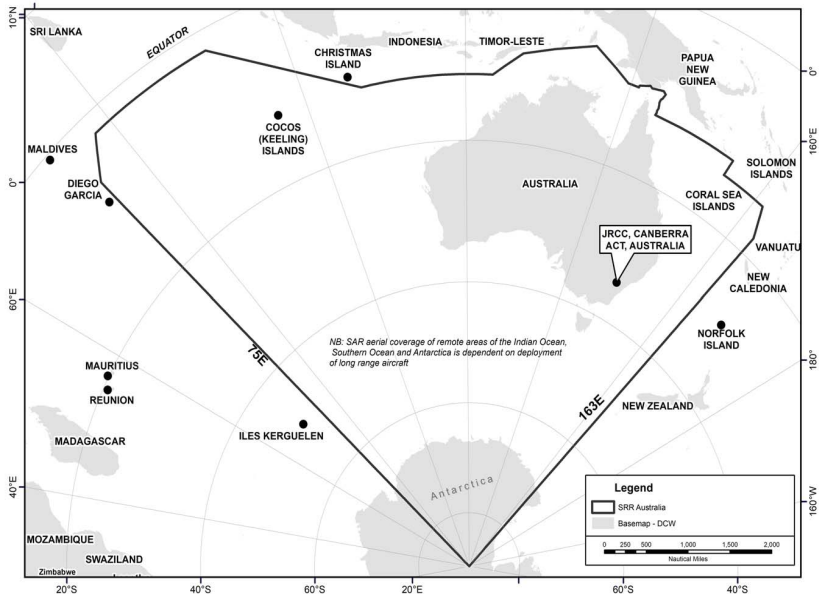 10°N
SRI LANKA
EQUATOR
CHRISTMAS
ISLAND
INDONESIA
TIMOR-LESTE
PAPUA
NEW
GUINEA
0°
COCOS
(KEELING)
ISLANDS
MALDIVES
0°
DIEGO
GARCIA
160°E
SOLOMON
ISLANDS
AUSTRALIA
CORAL SEA
ISLANDS
JRCC, CANBERRA
ACT, AUSTRALIA
VANUATU
NEW
CALEDONIA
60°E
NORFOLK
ISLAND
NB: SAR aerial coverage of remote areas of the Indian Ocean,
Southern Ocean and Antarctica is dependent on deployment
of long range aircraft
75E
180°
MAURITIUS
REUNION
163E
NEW ZEALAND
ILES KERGUELEN
MADAGASCAR
40°E
Antarctica
160°W
Legend
SRR Australia
Basemap - DCW
0 250 500 1,000 1,500 2,000
Nautical Miles
MOZAMBIQUE
SWAZILAND
Zimbabwe
20°S 40°S 60°S 20°E 60°S 40°S